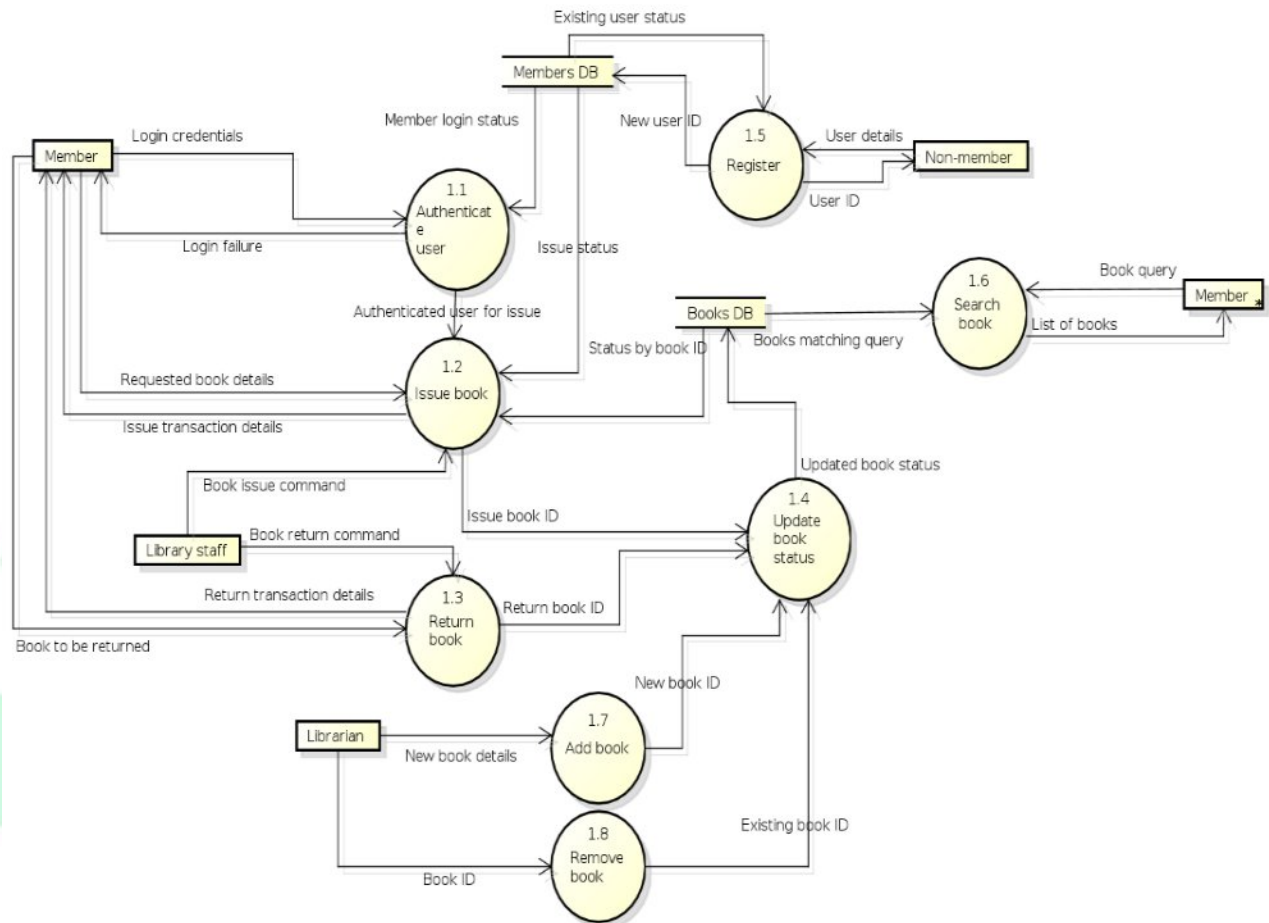 Existing user status
Members DB
Member login status
New user ID
1.5
Register
User details
Non-member
User ID
Login credentials
Member
1.1
Authenticat
e
user
Login failure
Issue status
Authenticated user for issue
1.6
Search
book
Book query
Member
*
List of books
Books DB
Books matching query
Status by book ID
1.2
Issue book
Requested book details
Issue transaction details
Book issue command
Updated book status
1.4
Update
book
status
Issue book ID
Library staff
Book return command
Return transaction details
1.3
Return
book
Return book ID
Book to be returned
New book ID
Librarian
New book details
1.7
Add book
1.8
Remove
book
Existing book ID
Book ID